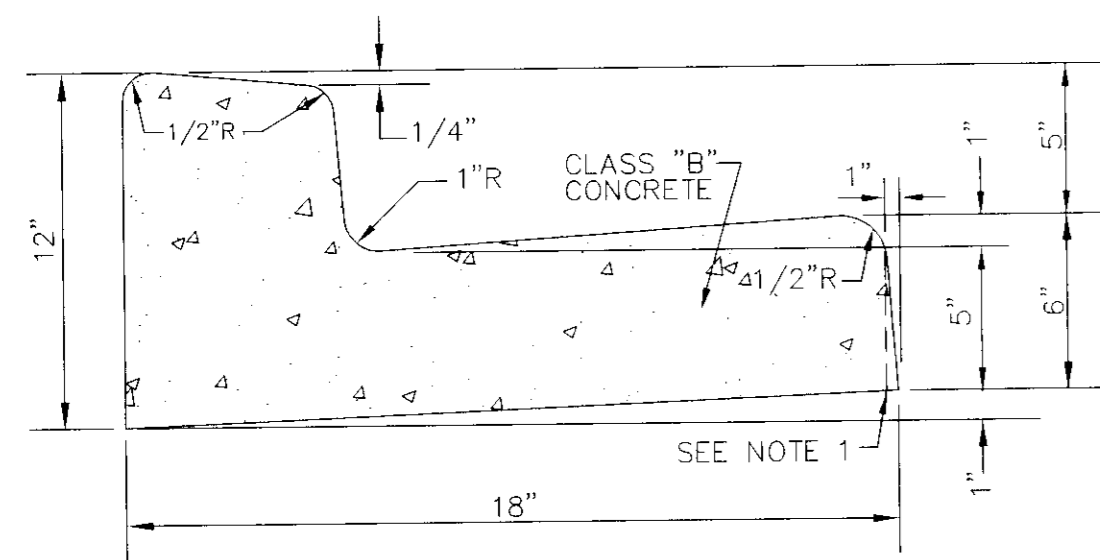 1/2"R
1/4"
1"R
CLASS "B"
CONCRETE
1"
1"
5"
12"
1/2"R
5"
6"
SEE NOTE 1
1"
18"